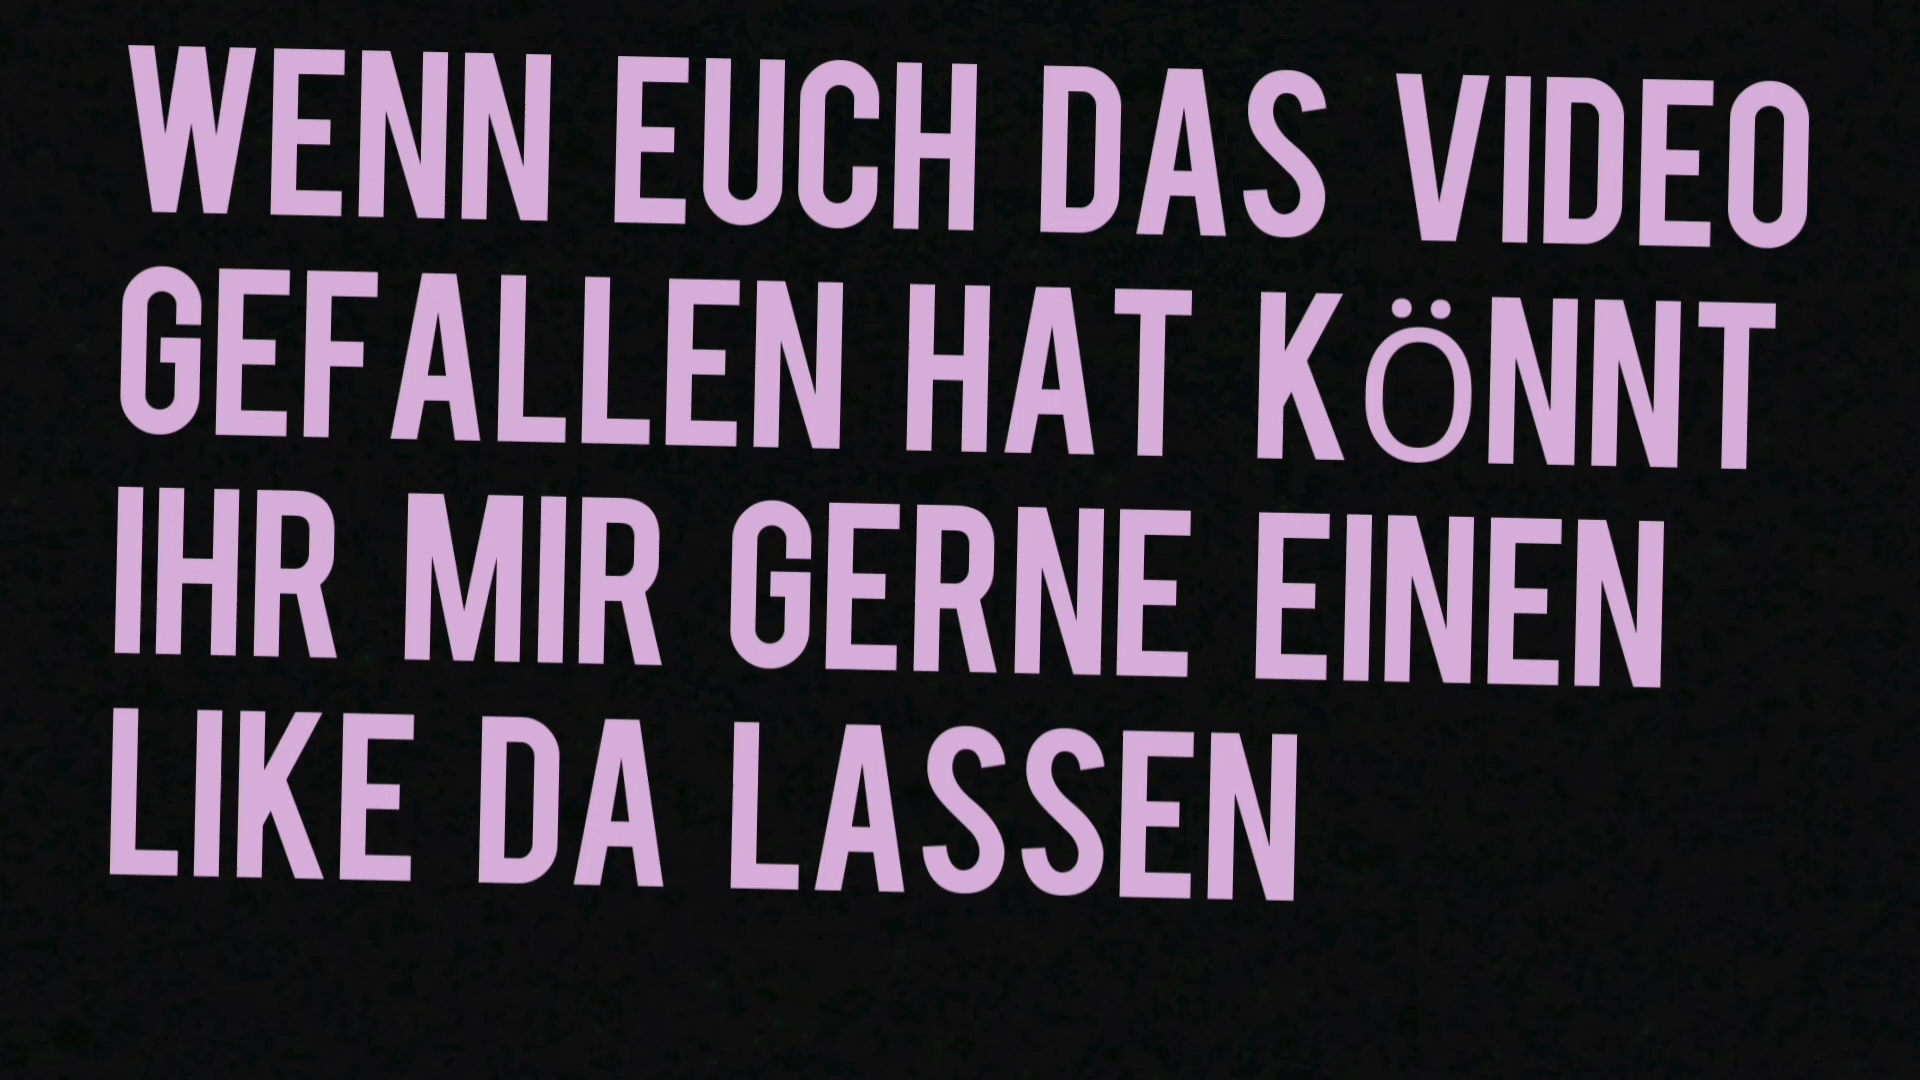 WENN EUCH DAS VIDEO
GEFALLEN HAT KÖNNT
IHR MIR GERNE EINEN
LIKE DA LASSEN